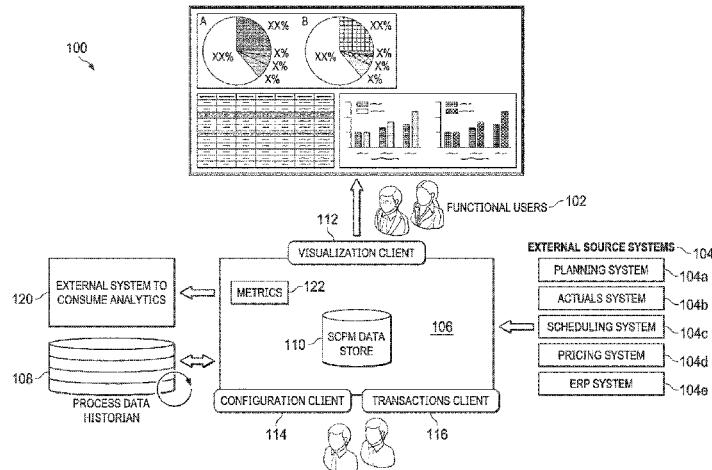 100
A
B
XX%
XX%
X%
X%
X%
XX%
XX%
X%
X%
X%
FUNCTIONAL USERS
102
112
VISUALIZATION CLIENT
EXTERNAL SOURCE SYSTEMS
104
PLANNING SYSTEM
104a
ACTUALS SYSTEM
104b
SCHEDULING SYSTEM
104c
PRICING SYSTEM
104d
ERP SYSTEM
104e
120
EXTERNAL SYSTEM TO
CONSUME ANALYTICS
METRICS
122
110
SCPM DATA
STORE
106
108
PROCESS DATA
HISTORIAN
CONFIGURATION CLIENT
TRANSACTIONS CLIENT
114
116